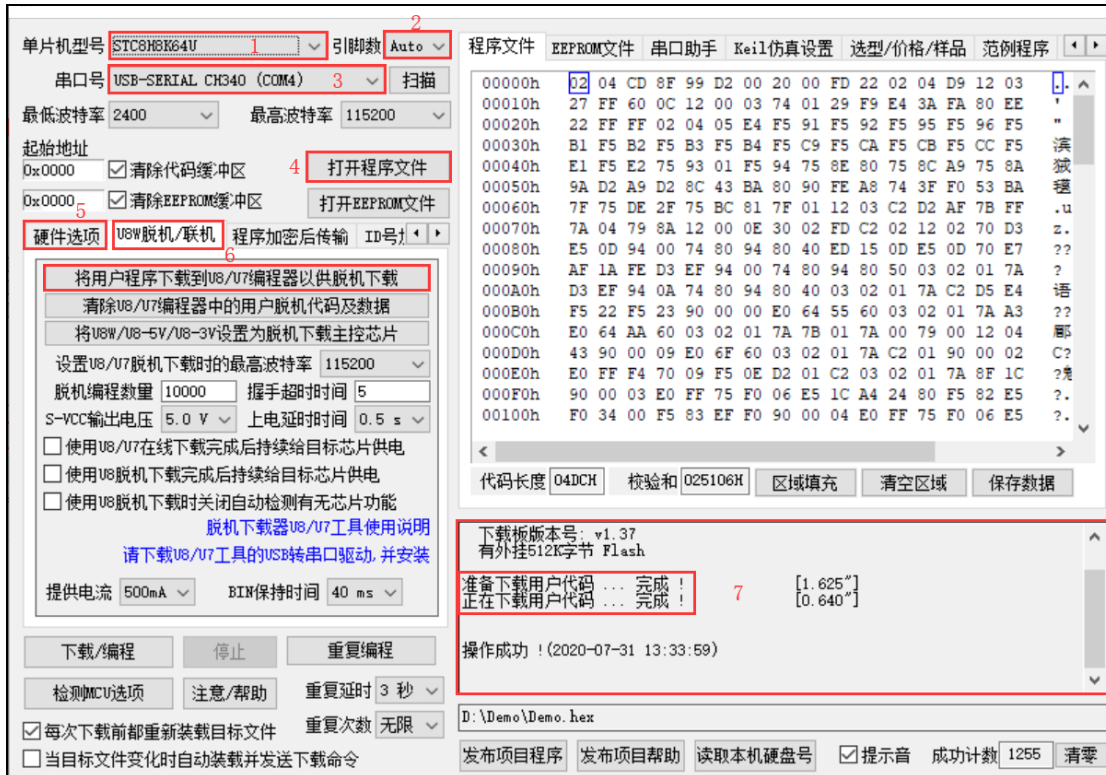 单片机型号 STC8H8K64U 1 引脚数 Auto 2
串口号 USB-SERIAL CH340 (COM4) 3 扫描
最低波特率 2400 最高波特率 115200
起始地址
0x0000 清除代码缓冲区 4 打开程序文件
0x0000 清除EEPROM缓冲区 打开EEPROM文件
5
硬件选项 U8W脱机/联机 程序加密后传输 ID号
6
将用户程序下载到U8/U7编程器以供脱机下载
清除U8/U7编程器中的用户脱机代码及数据
将U8W/U8-5V/U8-3V设置为脱机下载主控芯片
设置U8/U7脱机下载时的最高波特率 115200
脱机编程数量 10000 握手超时时间 5
S-VCC输出电压 5.0 V 上电延时时间 0.5 s
使用U8/U7在线下载完成后持续给目标芯片供电
使用U8脱机下载完成后持续给目标芯片供电
使用U8脱机下载时关闭自动检测有无芯片功能
脱机下载器U8/U7工具使用说明
请下载U8/U7工具的USB转串口驱动,并安装
提供电流 500mA BIN保持时间 40 ms
下载/编程 停止 重复编程
检测MCU选项 注意/帮助 重复延时 3 秒
每次下载前都重新装载目标文件 重复次数 无限
当目标文件变化时自动装载并发送下载命令
程序文件 EEPROM文件 串口助手 Keil仿真设置 选型/价格/样品 范例程序
00000h 02 04 CD 8F 99 D2 00 20 00 FD 22 02 04 D9 12 03 ..
00010h 27 FF 60 0C 12 00 03 74 01 29 F9 E4 3A FA 80 EE '
00020h 22 FF FF 02 04 05 E4 F5 91 F5 92 F5 95 F5 96 F5 "
00030h B1 F5 B2 F5 B3 F5 B4 F5 C9 F5 CA F5 CB F5 CC F5 滨
00040h E1 F5 E2 75 93 01 F5 94 75 8E 80 75 8C A9 75 8A
00050h 9A D2 A9 D2 8C 43 BA 80 90 FE A8 74 3F F0 53 BA
00060h 7F 75 DE 2F 75 BC 81 7F 01 12 03 C2 D2 AF 7B FF .u
00070h 7A 04 79 8A 12 00 0E 30 02 FD C2 02 12 02 70 D3 z.
00080h E5 0D 94 00 74 80 94 80 40 ED 15 0D E5 0D 70 E7 ??
00090h AF 1A FE D3 EF 94 00 74 80 94 80 50 03 02 01 7A ?
000A0h D3 EF 94 0A 74 80 94 80 40 03 02 01 7A C2 D5 E4 语
000B0h F5 22 F5 23 90 00 00 E0 64 55 60 03 02 01 7A A3 ??
000C0h E0 64 AA 60 03 02 01 7A 7B 01 7A 00 79 00 12 04 郿
000D0h 43 90 00 09 E0 6F 60 03 02 01 7A C2 01 90 00 02 C?
000E0h E0 FF F4 70 09 F5 0E D2 01 C2 03 02 01 7A 8F 1C
000F0h 90 00 03 E0 FF 75 F0 06 E5 1C A4 24 80 F5 82 E5 ?.
00100h F0 34 00 F5 83 EF F0 90 00 04 E0 FF 75 F0 06 E5 ?.
代码长度 04DCH 校验和 025106H 区域填充 清空区域 保存数据
下载板版本号: v1.37
有外挂512K字节 Flash
准备下载用户代码 ... 完成 ! [1.625"]
正在下载用户代码 ... 完成 ! [0.640"]
7
操作成功 !(2020-07-31 13:33:59)
D:\Demo\Demo.hex
发布项目程序 发布项目帮助 读取本机硬盘号 提示音 成功计数 1255 清零